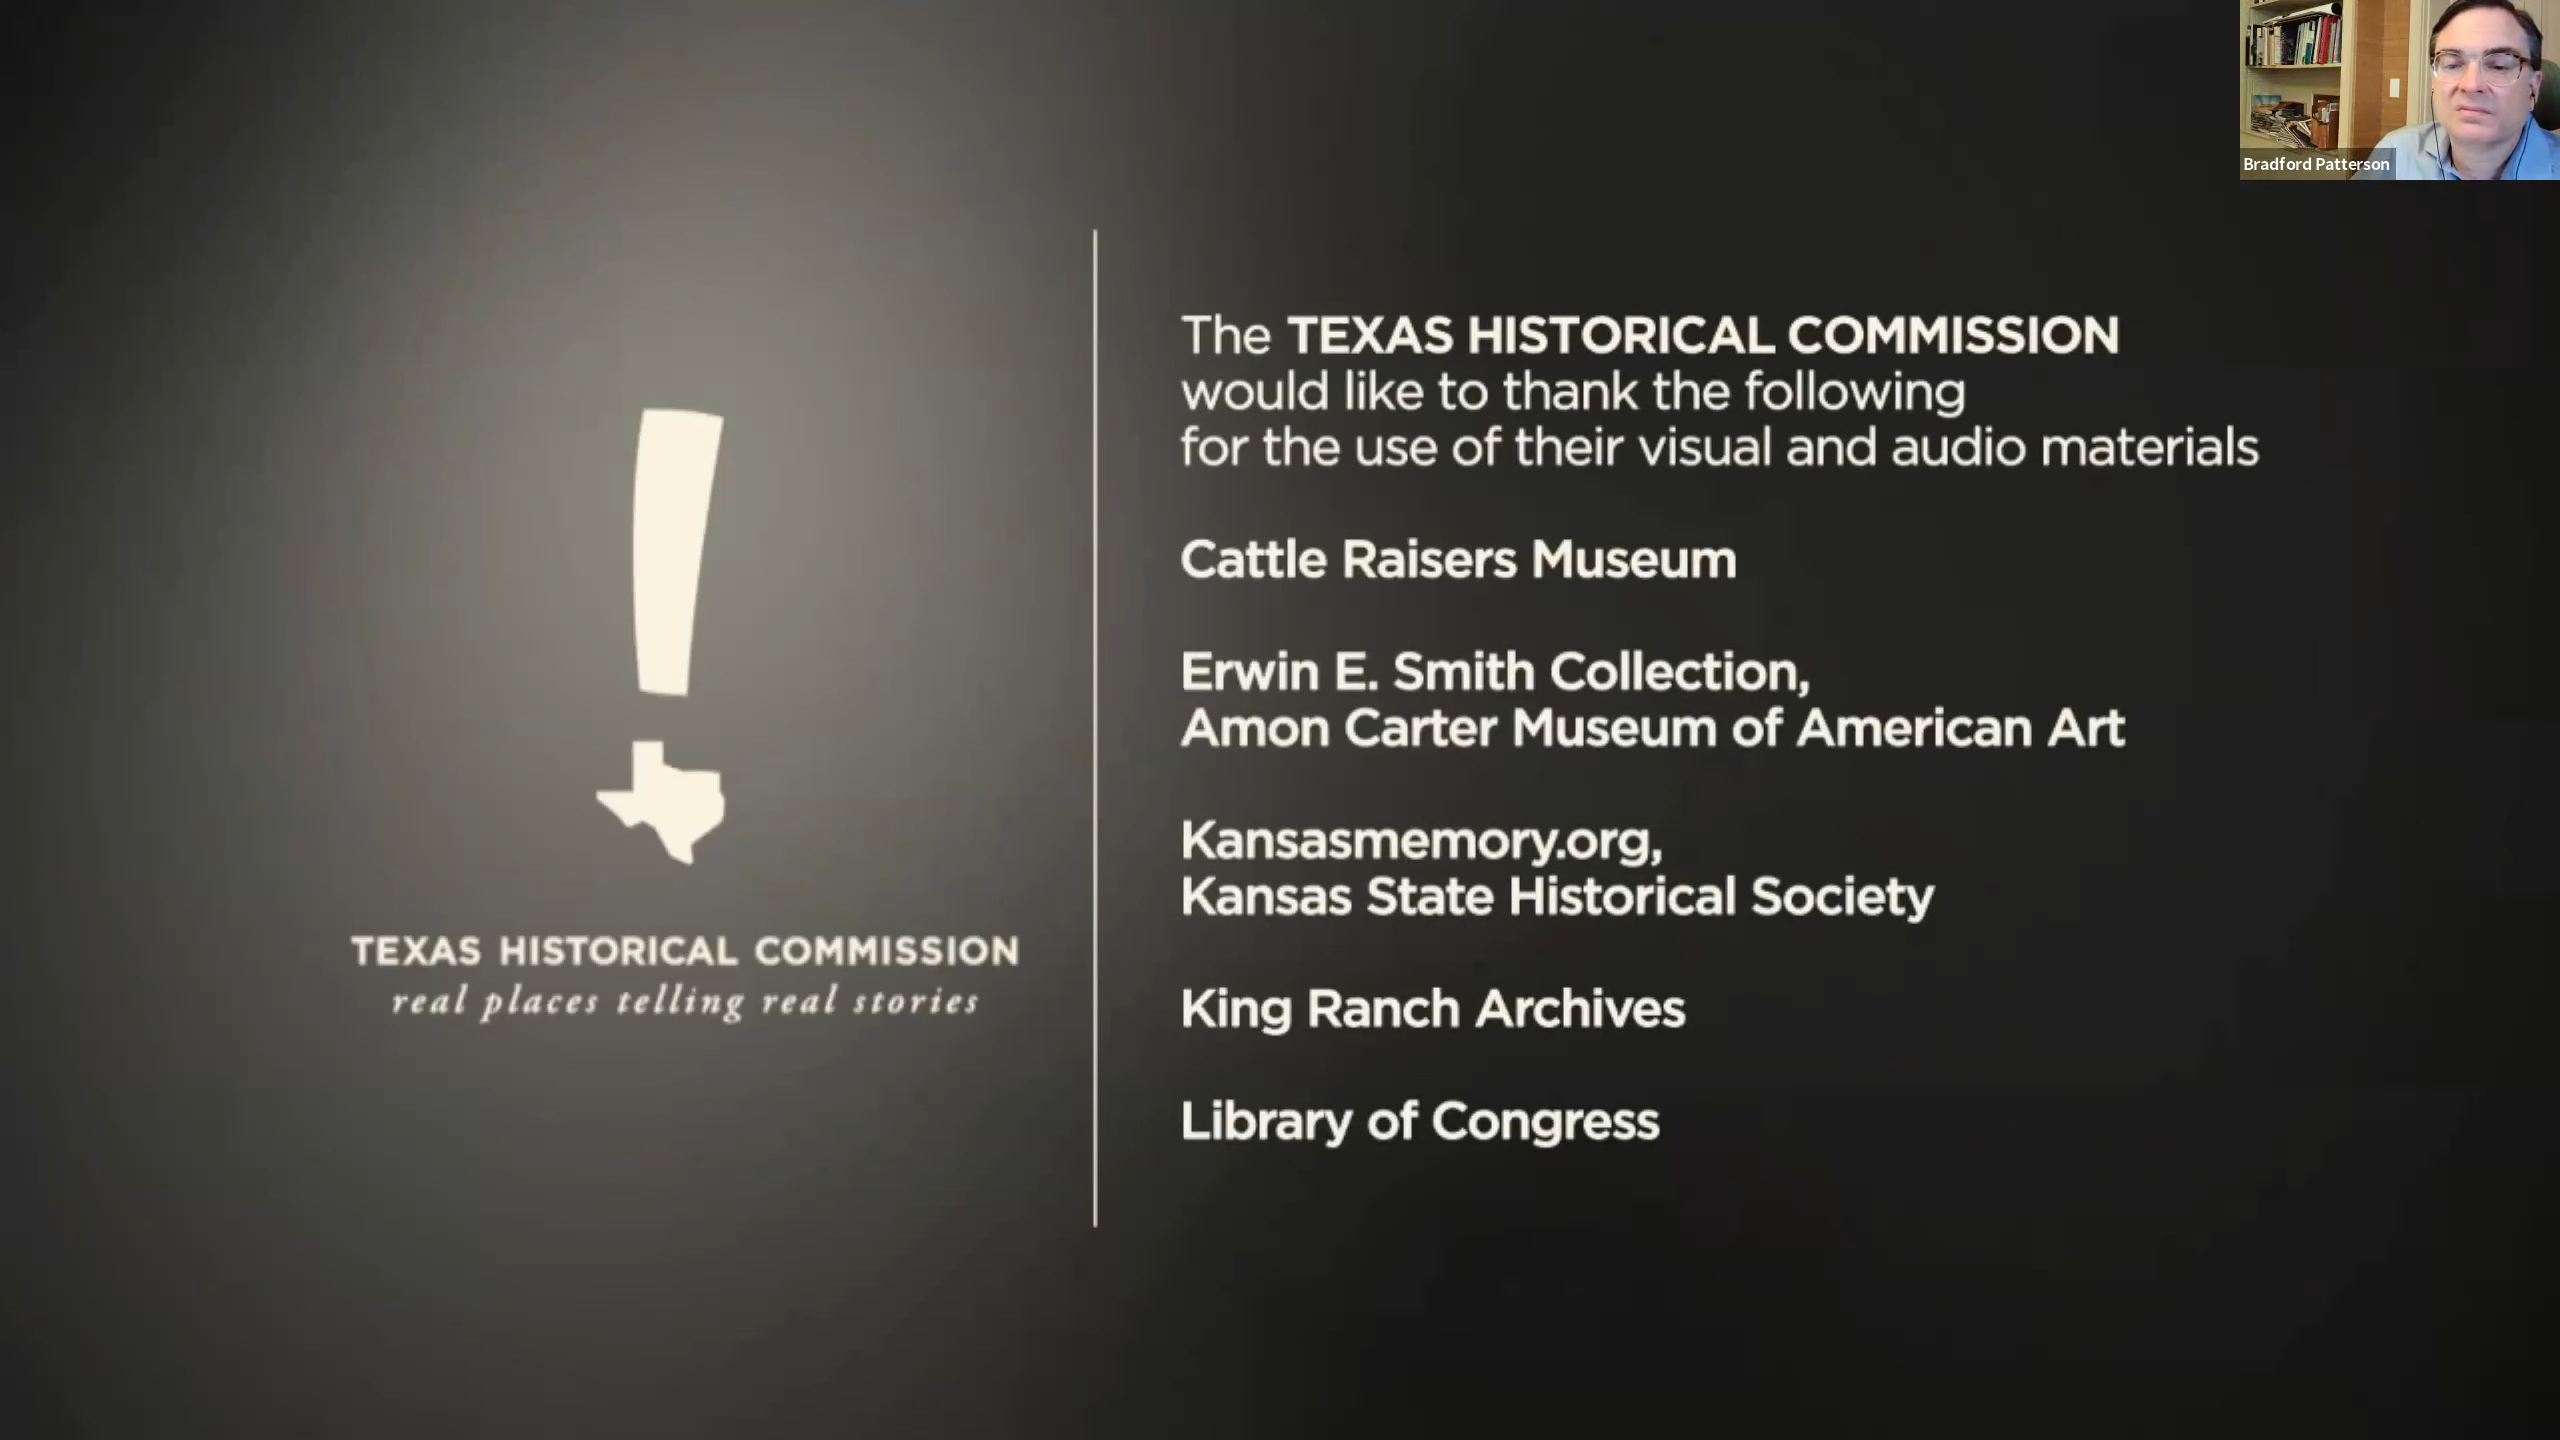 Bradford Patterson
The TEXAS HISTORICAL COMMISSION
would like to thank the following
for the use of their visual and audio materials
Cattle Raisers Museum
Erwin E. Smith Collection,
Amon Carter Museum of American Art
Kansasmemory.org,
Kansas State Historical Society
King Ranch Archives
Library of Congress
!
TEXAS HISTORICAL COMMISSION
real places telling real stories